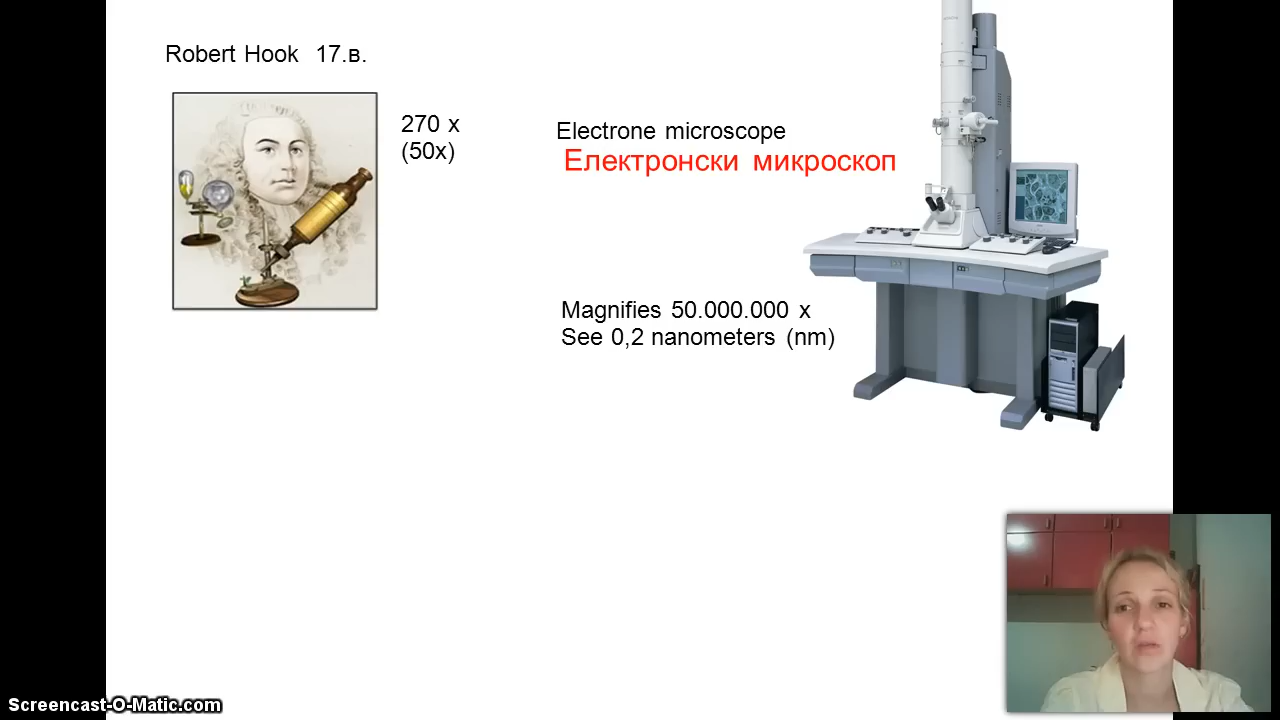 Robert Hook 17.в.
270 x
(50x)
Electrone microscope
Електронски микроскоп
Magnifies 50.000.000 x
See 0,2 nanometers (nm)
Screencast-O-Matic.com